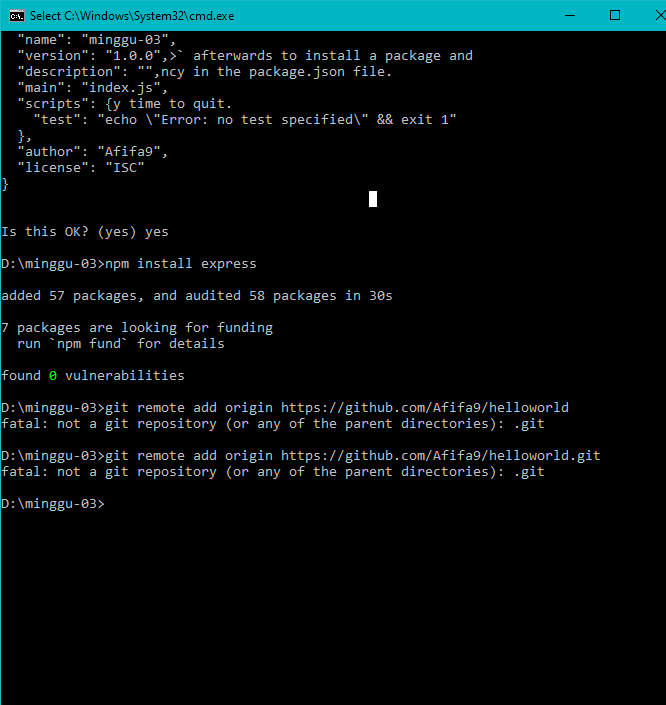 Select C:\Windows\System32\cmd.exe
"name": "minggu-03",
"version": "1.0.0",>` afterwards to install a package and
"description": "",ncy in the package.json file.
"main": "index.js",
"scripts": {y time to quit.
"test": "echo \"Error: no test specified\" && exit 1"
},
"author": "Afifa9",
"license": "ISC"
}
Is this OK? (yes) yes
D:\minggu-03>npm install express
added 57 packages, and audited 58 packages in 30s
7 packages are looking for funding
run `npm fund` for details
found 0 vulnerabilities
D:\minggu-03>git remote add origin https://github.com/Afifa9/helloworld
fatal: not a git repository (or any of the parent directories): .git
D:\minggu-03>git remote add origin https://github.com/Afifa9/helloworld.git
fatal: not a git repository (or any of the parent directories): .git
D:\minggu-03>